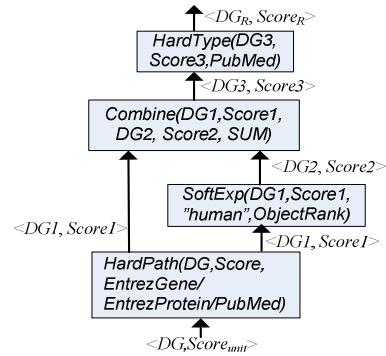 <DG_R, Score_R>
HardType(DG3,
Score3,PubMed)
<DG3, Score3>
Combine(DG1,Score1,
DG2, Score2, SUM)
<DG2, Score2>
SoftExp(DG1,Score1,
"human",ObjectRank)
<DG1, Score1>
<DG1, Score1>
HardPath(DG,Score,
EntrezGene/
EntrezProtein/PubMed)
<DG,Score_unit>